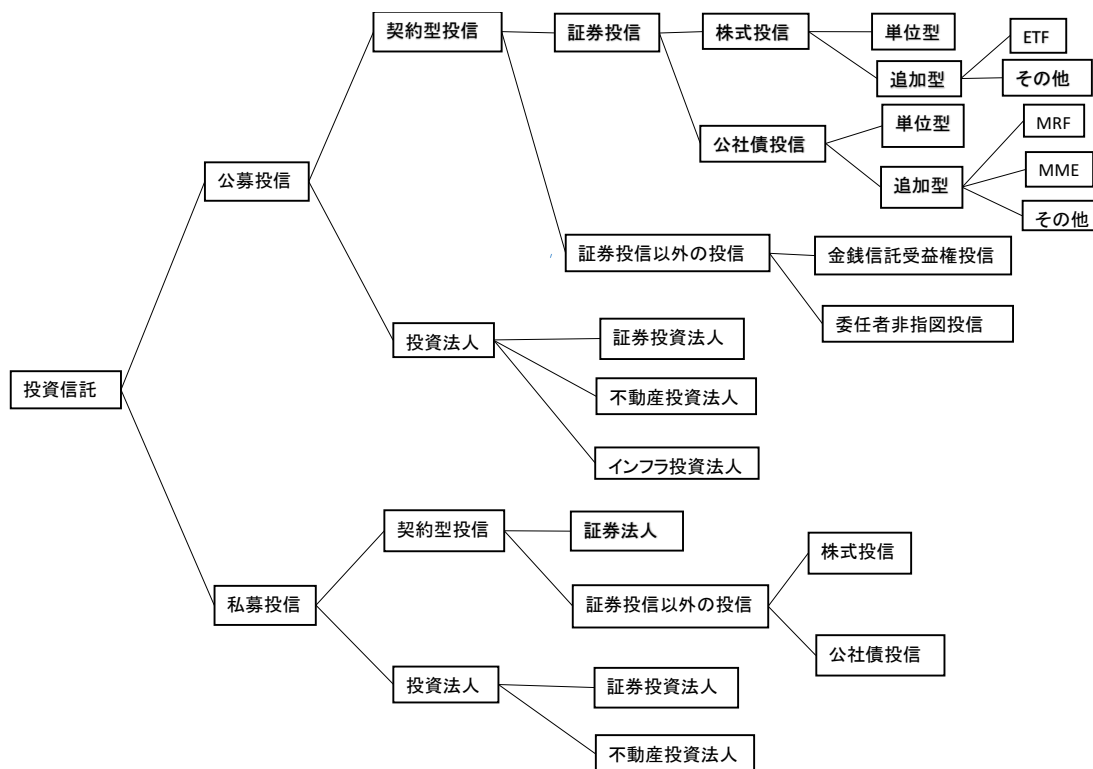 契約型投信
証券投信
株式投信
単位型
ETF
追加型
その他
公社債投信
単位型
MRF
追加型
MME
その他
公募投信
証券投信以外の投信
金銭信託受益権投信
委任者非指図投信
投資法人
証券投資法人
投資信託
不動産投資法人
インフラ投資法人
契約型投信
証券法人
株式投信
私募投信
証券投信以外の投信
公社債投信
投資法人
証券投資法人
不動産投資法人